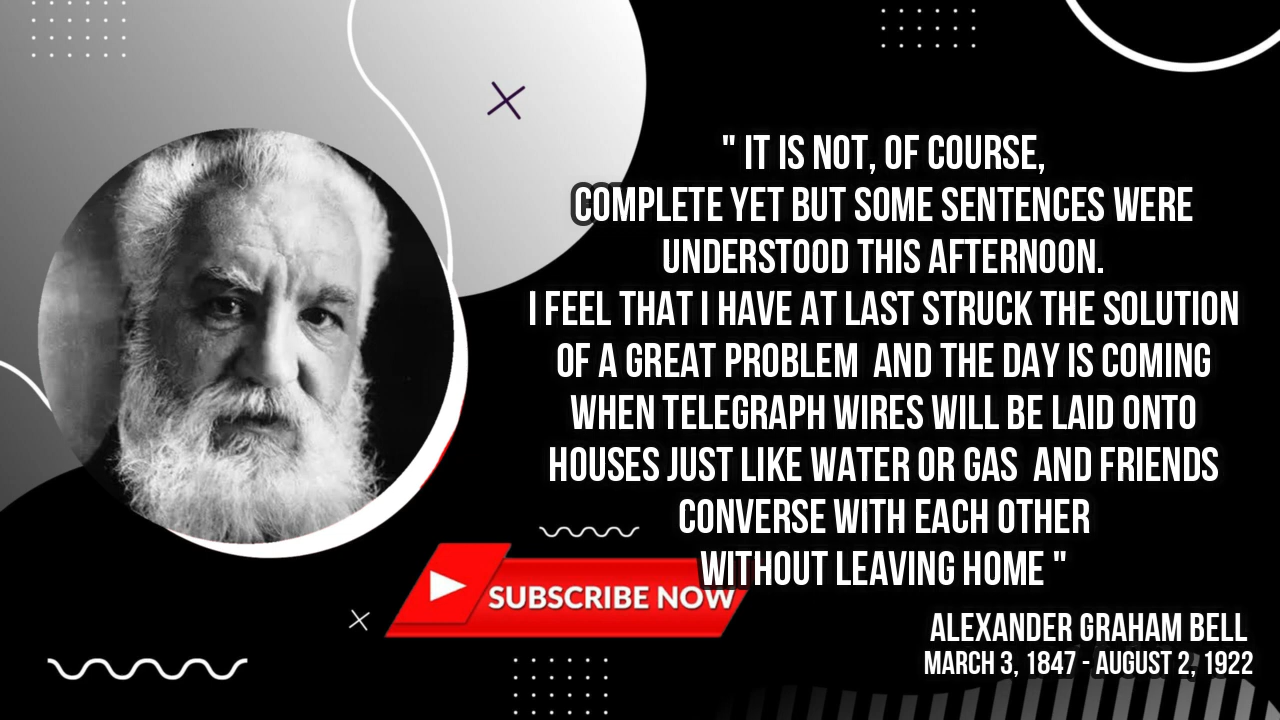 " IT IS NOT, OF COURSE,
COMPLETE YET BUT SOME SENTENCES WERE
UNDERSTOOD THIS AFTERNOON.
I FEEL THAT I HAVE AT LAST STRUCK THE SOLUTION
OF A GREAT PROBLEM  AND THE DAY IS COMING
WHEN TELEGRAPH WIRES WILL BE LAID ONTO
HOUSES JUST LIKE WATER OR GAS  AND FRIENDS
CONVERSE WITH EACH OTHER
WITHOUT LEAVING HOME "
SUBSCRIBE NOW
ALEXANDER GRAHAM BELL
MARCH 3, 1847 - AUGUST 2, 1922